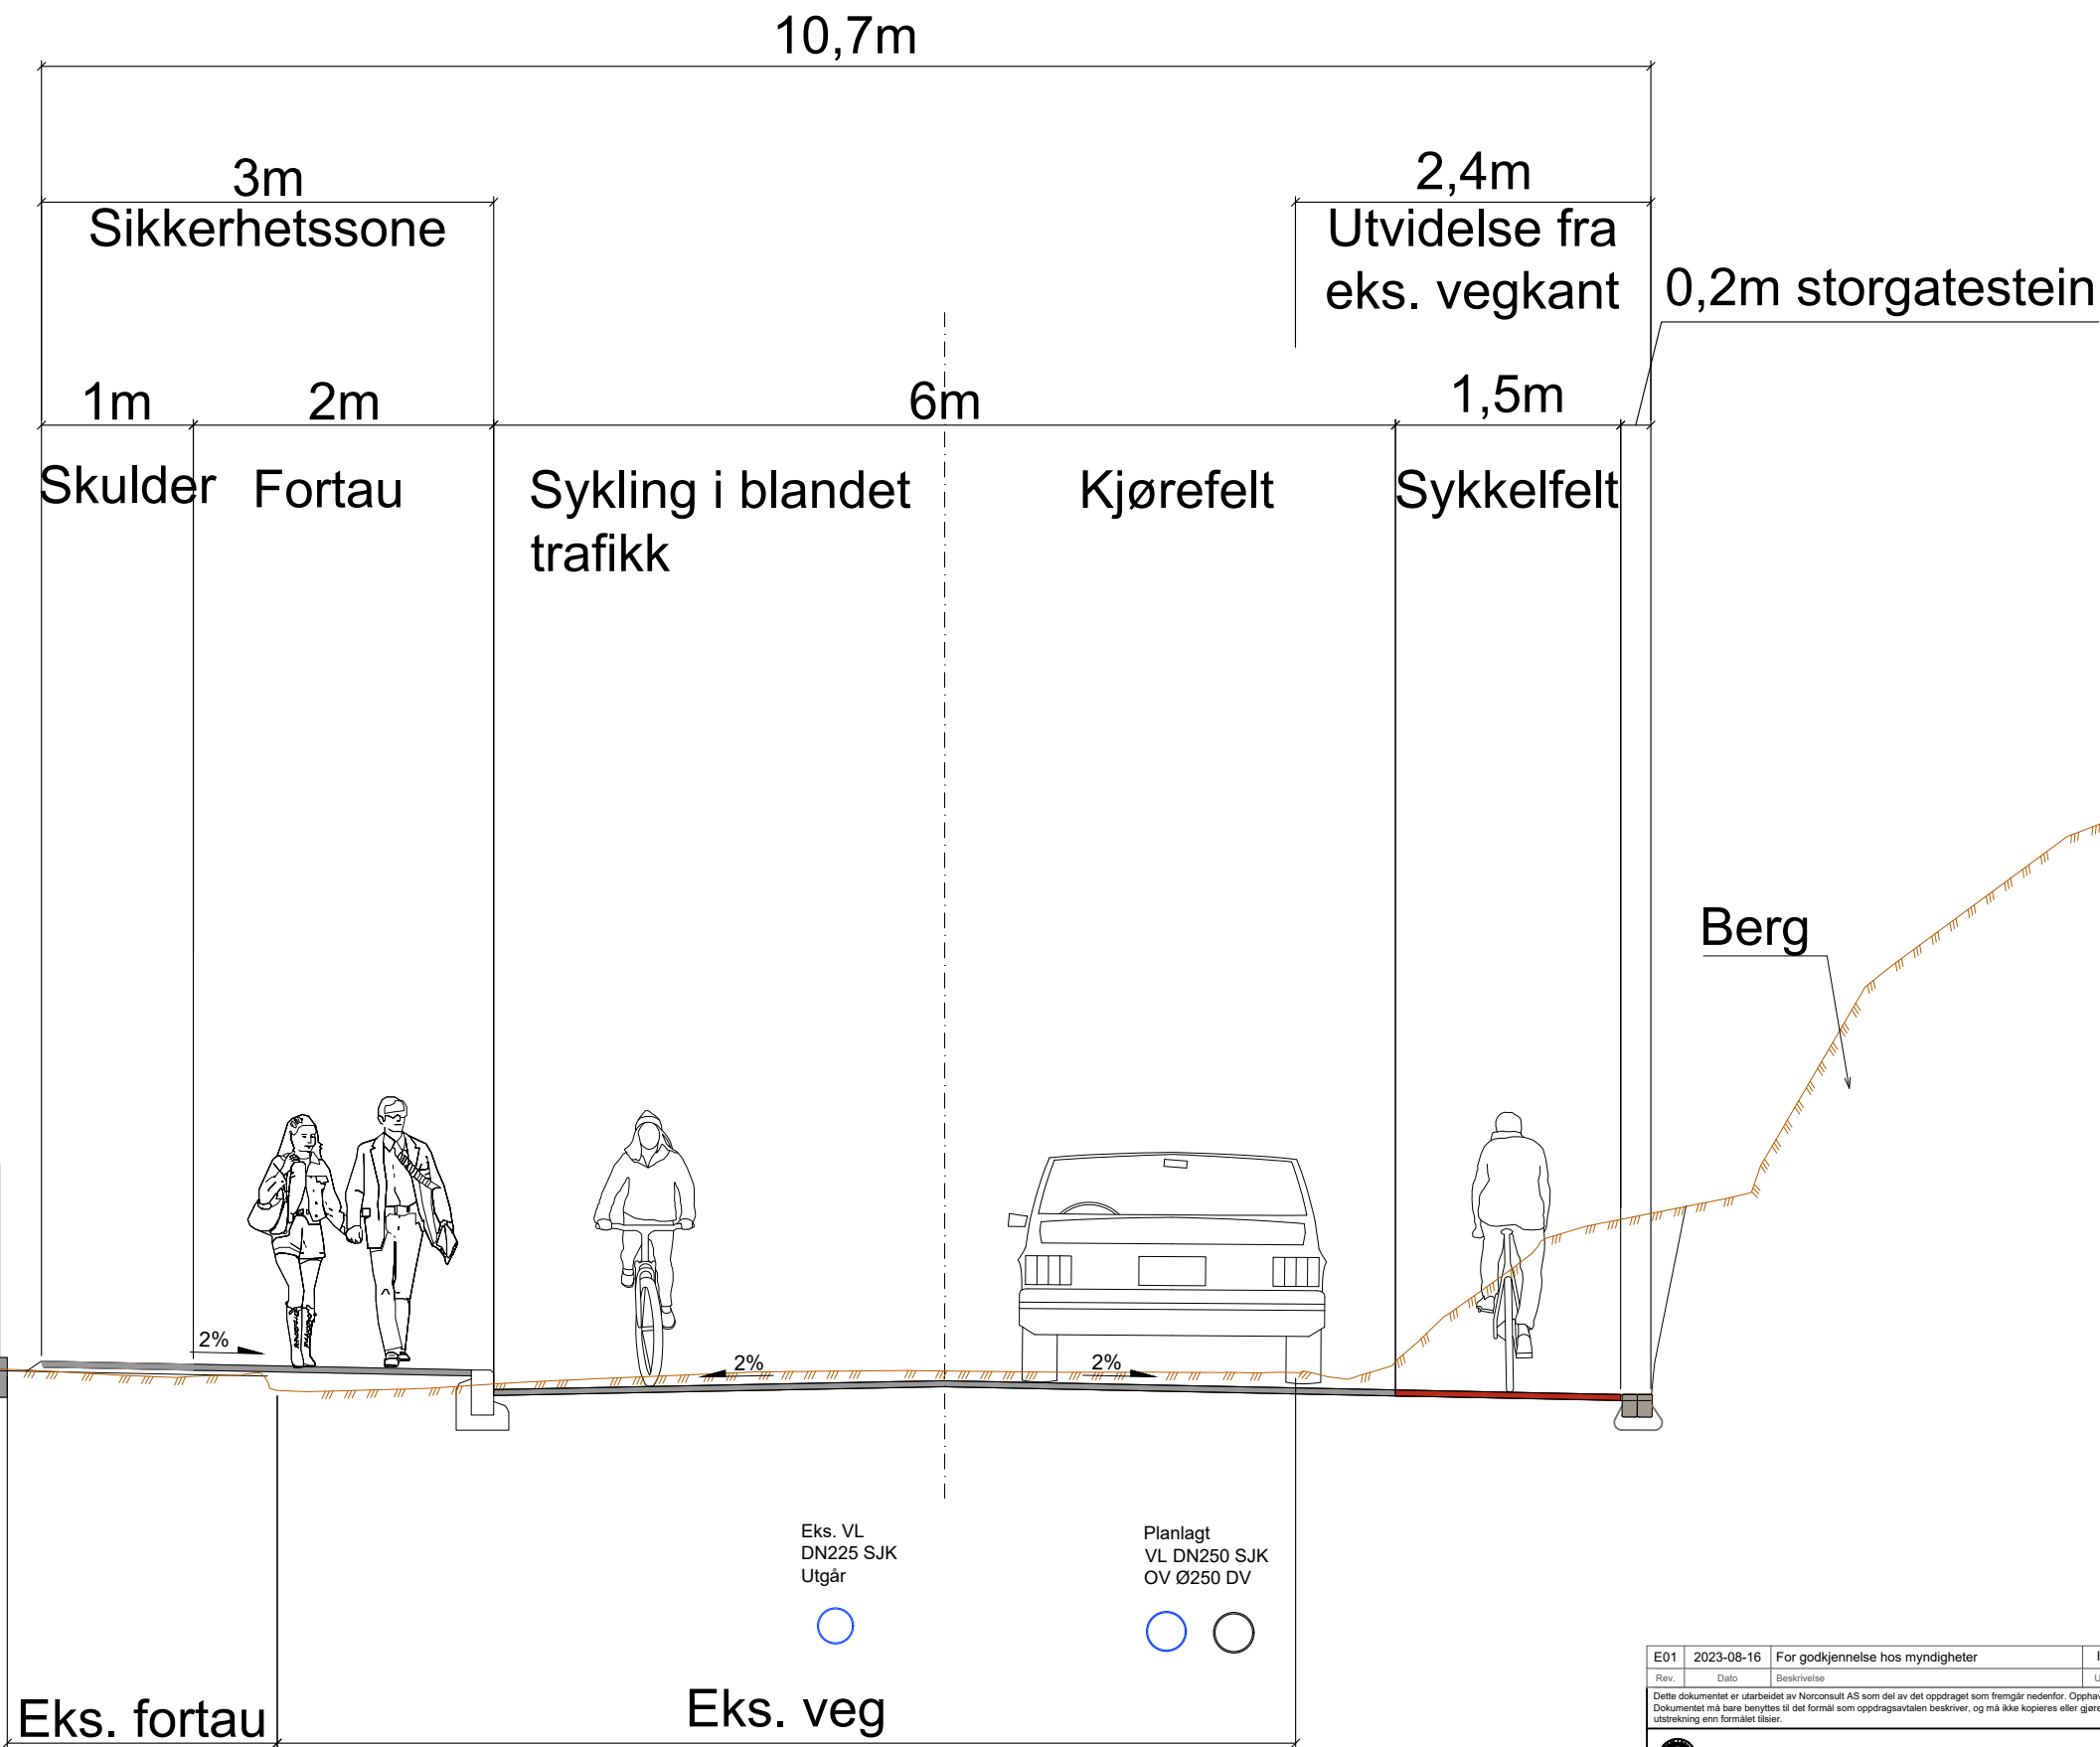 10,7m
3m
Sikkerhetssone
2,4m
Utvidelse fra
eks. vegkant
0,2m storgatestein
1m
2m
6m
1,5m
Skulder
Fortau
Sykling i blandet
trafikk
Kjørefelt
Sykkelfelt
Berg
2%
2%
2%
Eks. VL
DN225 SJK
Utgår
Planlagt
VL DN250 SJK
OV Ø250 DV
Eks. fortau
Eks. veg
E01 2023-08-16 For godkjennelse hos myndigheter
Rev. Dato Beskrivelse
Dette dokumentet er utarbeidet av Norconsult AS som del av det oppdraget som fremgår nedenfor.
Dokumentet må bare benyttes til det formål som oppdragsavtalen beskriver, og må ikke kopieres eller
utstrekning enn formålet tilsier.